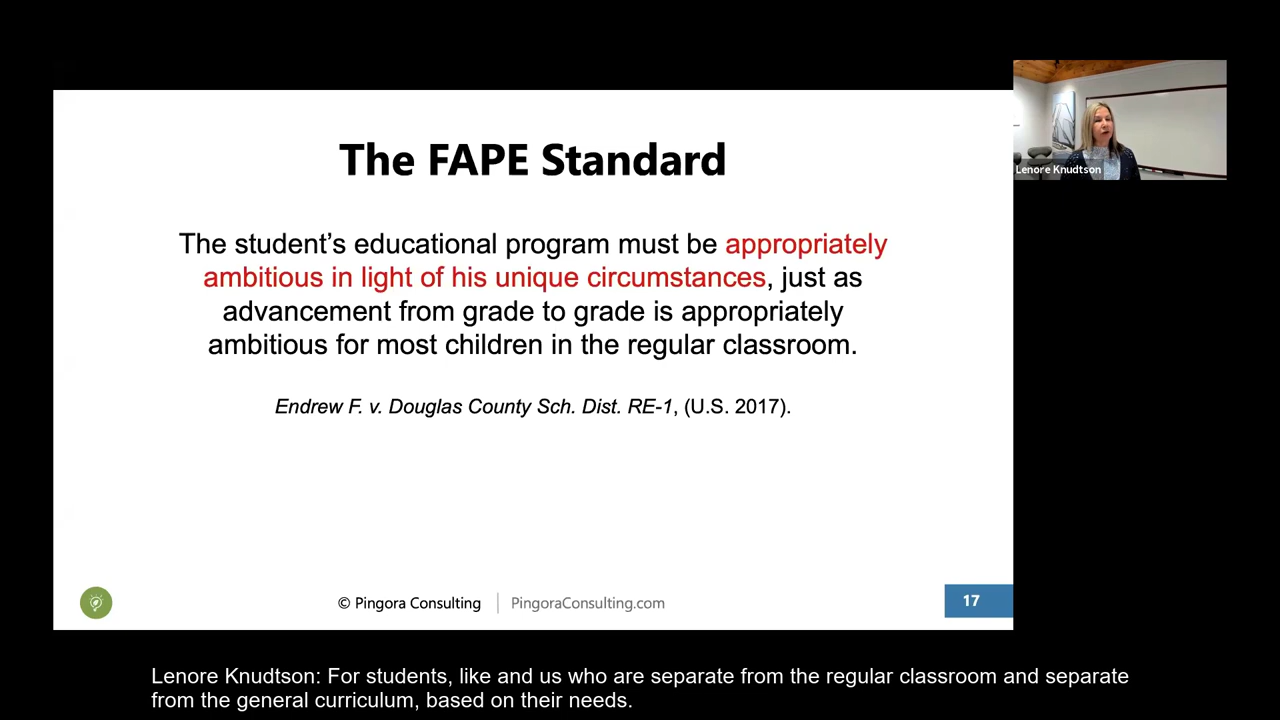 The FAPE Standard
The student’s educational program must be appropriately
ambitious in light of his unique circumstances, just as
advancement from grade to grade is appropriately
ambitious for most children in the regular classroom.
Endrew F. v. Douglas County Sch. Dist. RE-1, (U.S. 2017).
© Pingora Consulting
PingoraConsulting.com
17
Lenore Knudtson
Lenore Knudtson: For students, like and us who are separate from the regular classroom and separate
from the general curriculum, based on their needs.